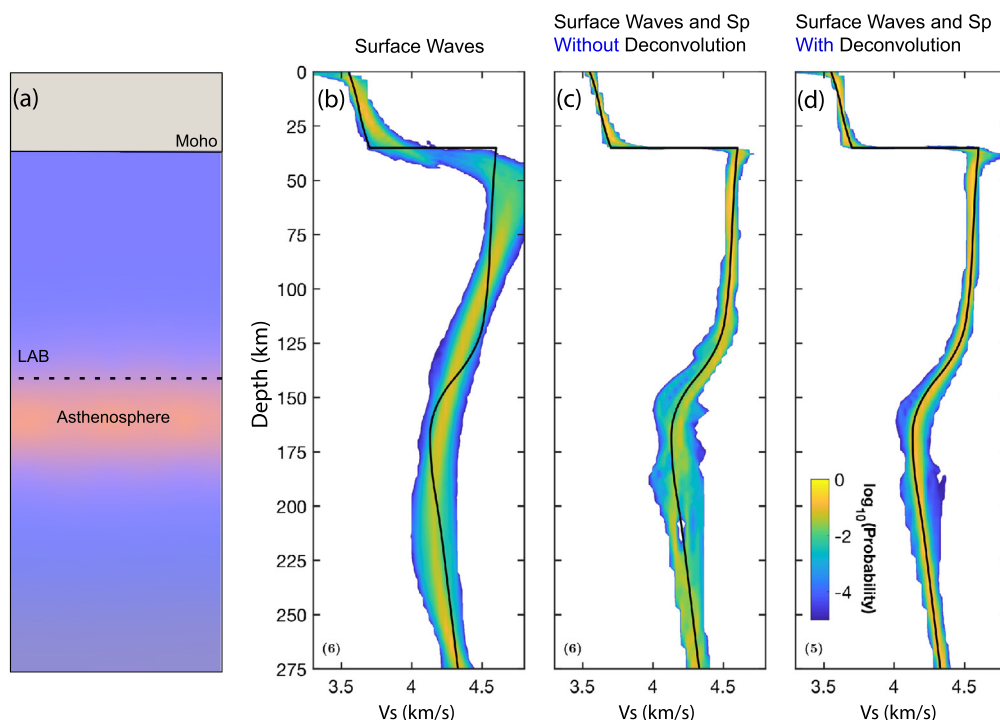 Surface Waves
Surface Waves and Sp
Without Deconvolution
Surface Waves and Sp
With Deconvolution
(a)
Moho
LAB
Asthenosphere
Depth (km)
0
25
50
75
100
125
150
175
200
225
250
275
(b)
(6)
3.5
4
4.5
Vs (km/s)
(c)
(6)
3.5
4
4.5
Vs (km/s)
(d)
0
-2
-4
log10(Probability)
(5)
3.5
4
4.5
Vs (km/s)